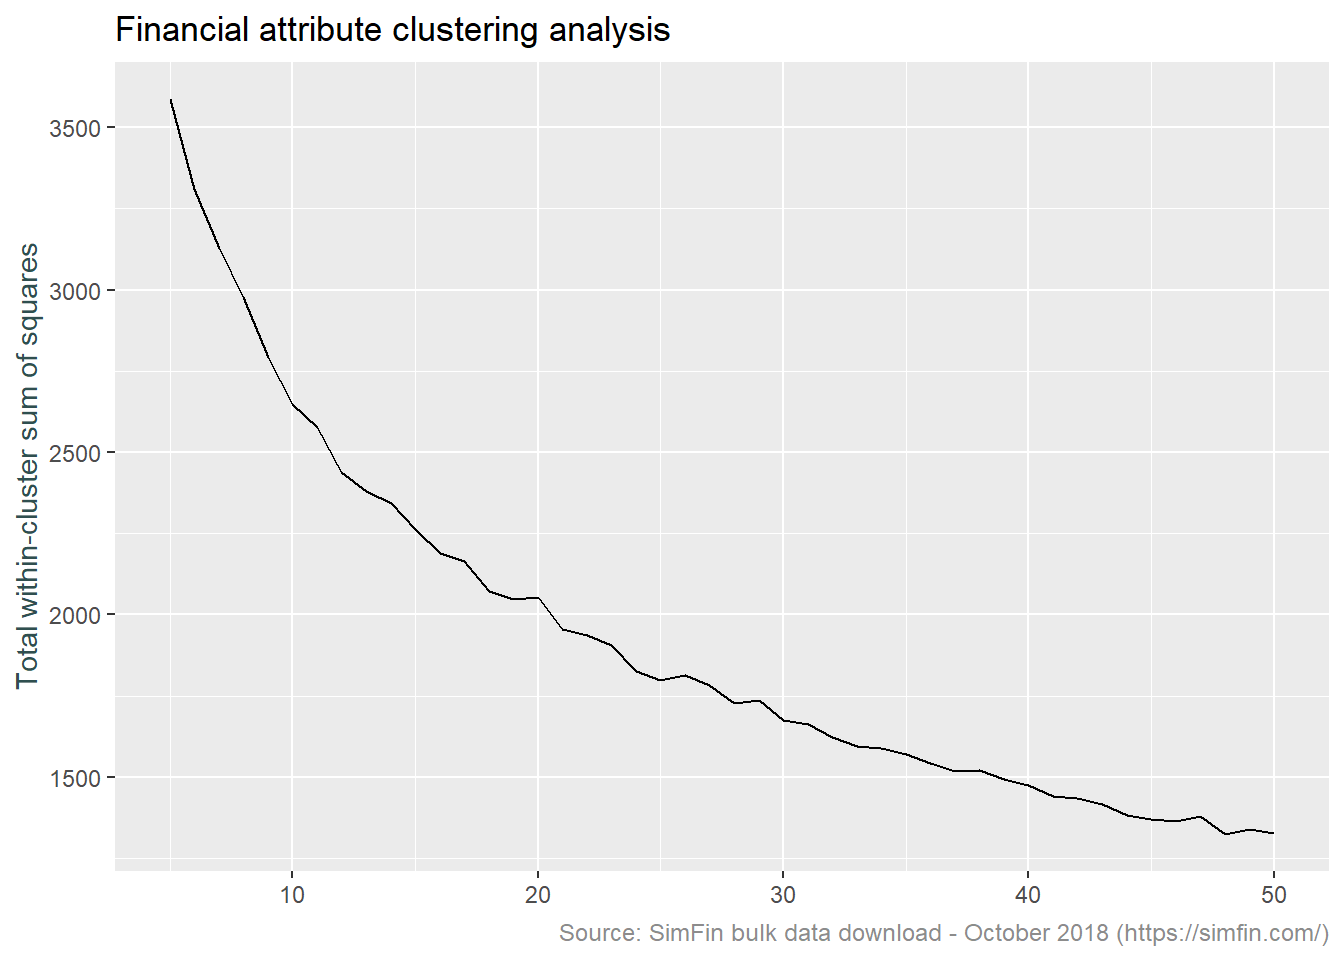 Financial attribute clustering analysis
Total within-cluster sum of squares
3500
3000
2500
2000
1500
10 20 30 40 50
Source: SimFin bulk data download - October 2018 (https://simfin.com/)